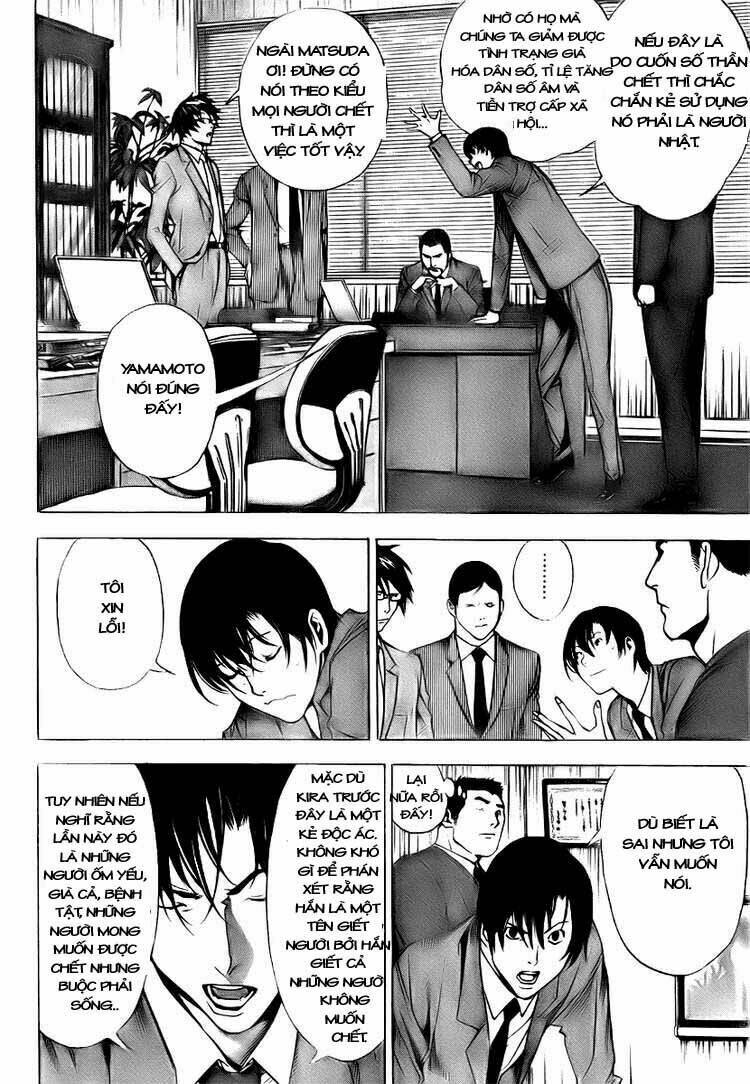 NẾU ĐÂY LÀ
DO CUỐN SỔ THẦN
CHẾT THÌ CHẮC
CHẮN KẺ SỬ DỤNG
NÓ PHẢI LÀ NGƯỜI
NHẬT.
NHỜ CÓ HỌ MÀ
CHÚNG TA GIẢM ĐƯỢC
TÌNH TRẠNG GIÀ
HÓA DÂN SỐ, TỈ LỆ TĂNG
DÂN SỐ ÂM VÀ
TIỀN TRỢ CẤP XÃ
HỘI...
NGÀI MATSUDA
ƠI! ĐỪNG CÓ
NÓI THEO KIỂU
MỌI NGƯỜI CHẾT
THÌ LÀ MỘT
VIỆC TỐT VẬY.
YAMAMOTO
NÓI ĐÚNG
ĐẤY!
.......
TÔI
XIN
LỖI!
DÙ BIẾT LÀ
SAI NHƯNG TÔI
VẪN MUỐN
NÓI.
LẠI
NỮA RỒI
ĐẤY!
MẶC DÙ
KIRA TRƯỚC
ĐÂY LÀ MỘT
KẺ ĐỘC ÁC.
KHÔNG KHÓ
GÌ ĐỂ PHÁN
XÉT RẰNG
HẮN LÀ MỘT
TÊN GIẾT
NGƯỜI BỞI HẮN
GIẾT CẢ
NHỮNG NGƯỜI
KHÔNG
MUỐN
CHẾT.
TUY NHIÊN NẾU
NGHĨ RẰNG
LẦN NÀY ĐÓ
LÀ NHỮNG
NGƯỜI ỐM YẾU,
GIÀ CẢ, BỆNH
TẬT, NHỮNG
NGƯỜI MONG
MUỐN ĐƯỢC
CHẾT NHƯNG
BUỘC PHẢI
SỐNG..